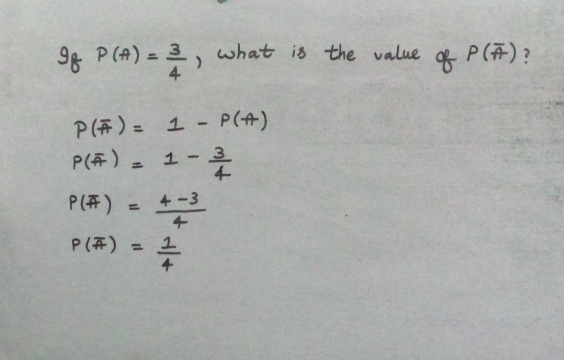 If P(A) = 3/4, what is the value of P(Ā)?
P(Ā) = 1 - P(A)
P(Ā) = 1 - 3/4
P(Ā) = 4-3/4
P(Ā) = 1/4